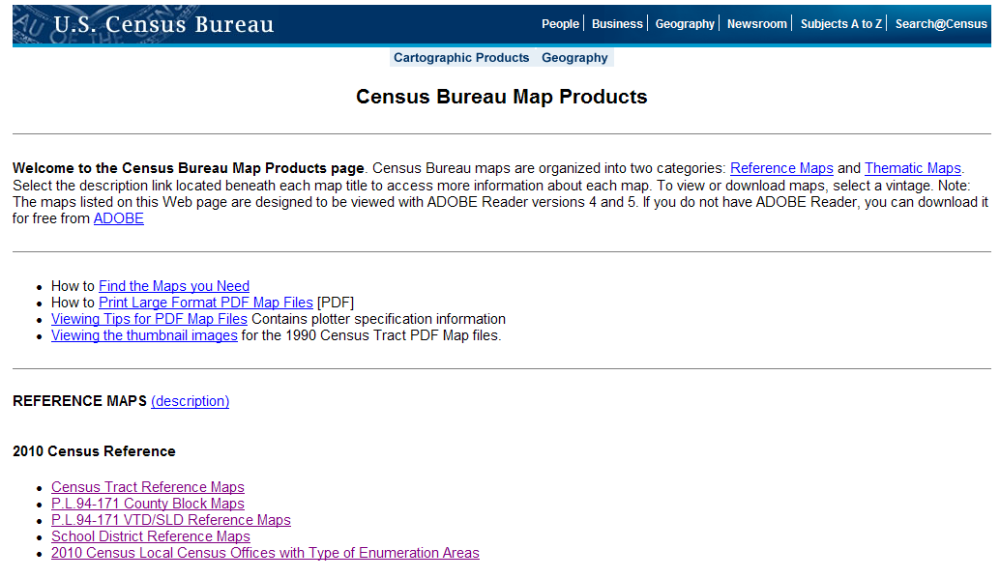 U.S. Census Bureau
People | Business | Geography | Newsroom | Subjects A to Z | Search@Census
Cartographic Products Geography
Census Bureau Map Products
Welcome to the Census Bureau Map Products page. Census Bureau maps are organized into two categories: Reference Maps and Thematic Maps.
Select the description link located beneath each map title to access more information about each map. To view or download maps, select a vintage. Note:
The maps listed on this Web page are designed to be viewed with ADOBE Reader versions 4 and 5. If you do not have ADOBE Reader, you can download it
for free from ADOBE
• How to Find the Maps you Need
• How to Print Large Format PDF Map Files [PDF]
• Viewing Tips for PDF Map Files Contains plotter specification information
• Viewing the thumbnail images for the 1990 Census Tract PDF Map files.
REFERENCE MAPS (description)
2010 Census Reference
• Census Tract Reference Maps
• P.L.94-171 County Block Maps
• P.L.94-171 VTD/SLD Reference Maps
• School District Reference Maps
• 2010 Census Local Census Offices with Type of Enumeration Areas